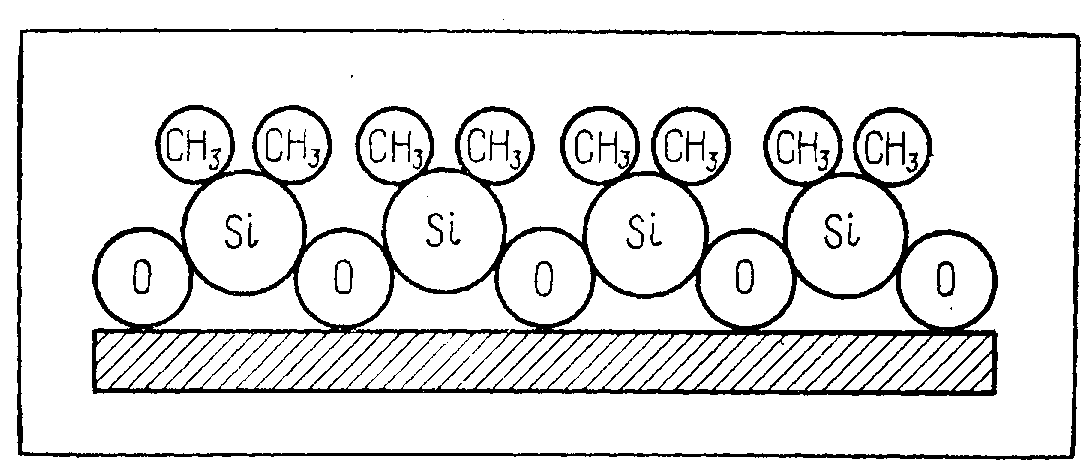 CH₃ CH₃ CH₃ CH₃ CH₃ CH₃ CH₃ CH₃
Si Si Si Si
O O O O O